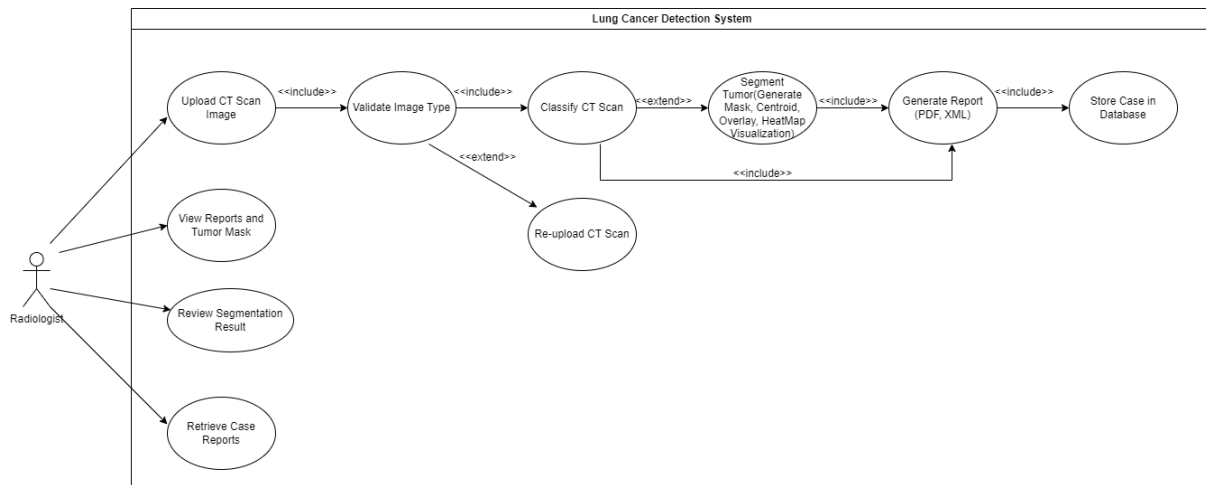 Lung Cancer Detection System
Upload CT Scan
Image
<<include>>
Validate Image Type
<<include>>
Classify CT Scan
<<extend>>
Segment
Tumor(Generate
Mask, Centroid,
Overlay, HeatMap
Visualization)
<<include>>
Generate Report
(PDF, XML)
<<include>>
Store Case in
Database
<<extend>>
<<include>>
Re-upload CT Scan
View Reports and
Tumor Mask
Radiologist
Review Segmentation
Result
Retrieve Case
Reports